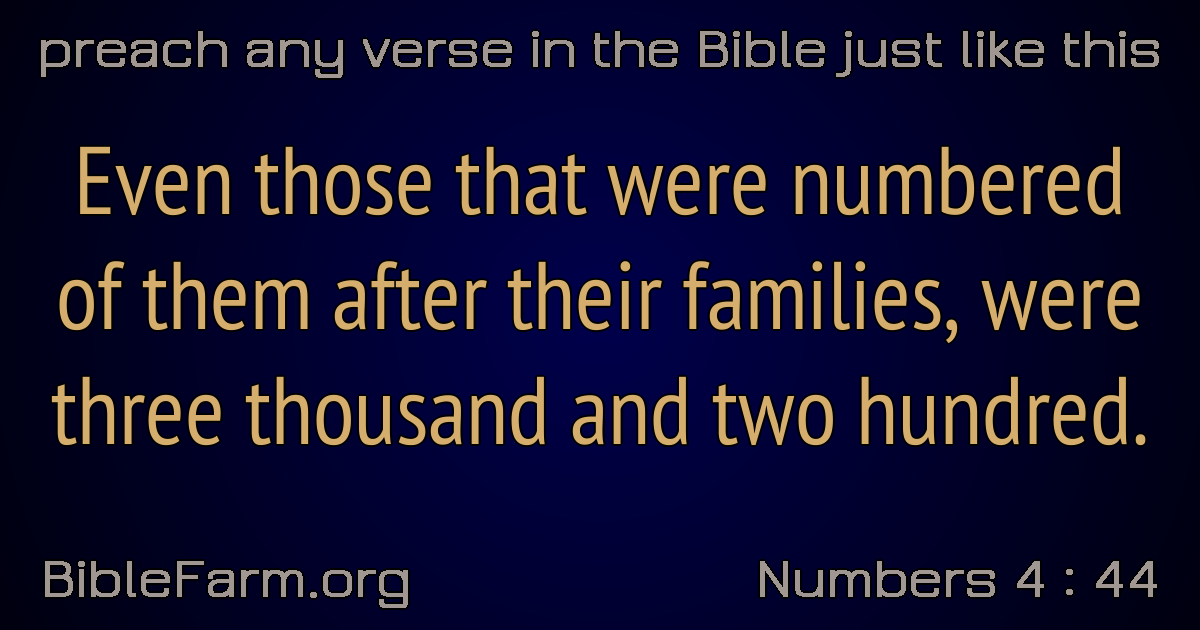 preach any verse in the Bible just like this
Even those that were numbered
of them after their families, were
three thousand and two hundred.
BibleFarm.org
Numbers 4 : 44